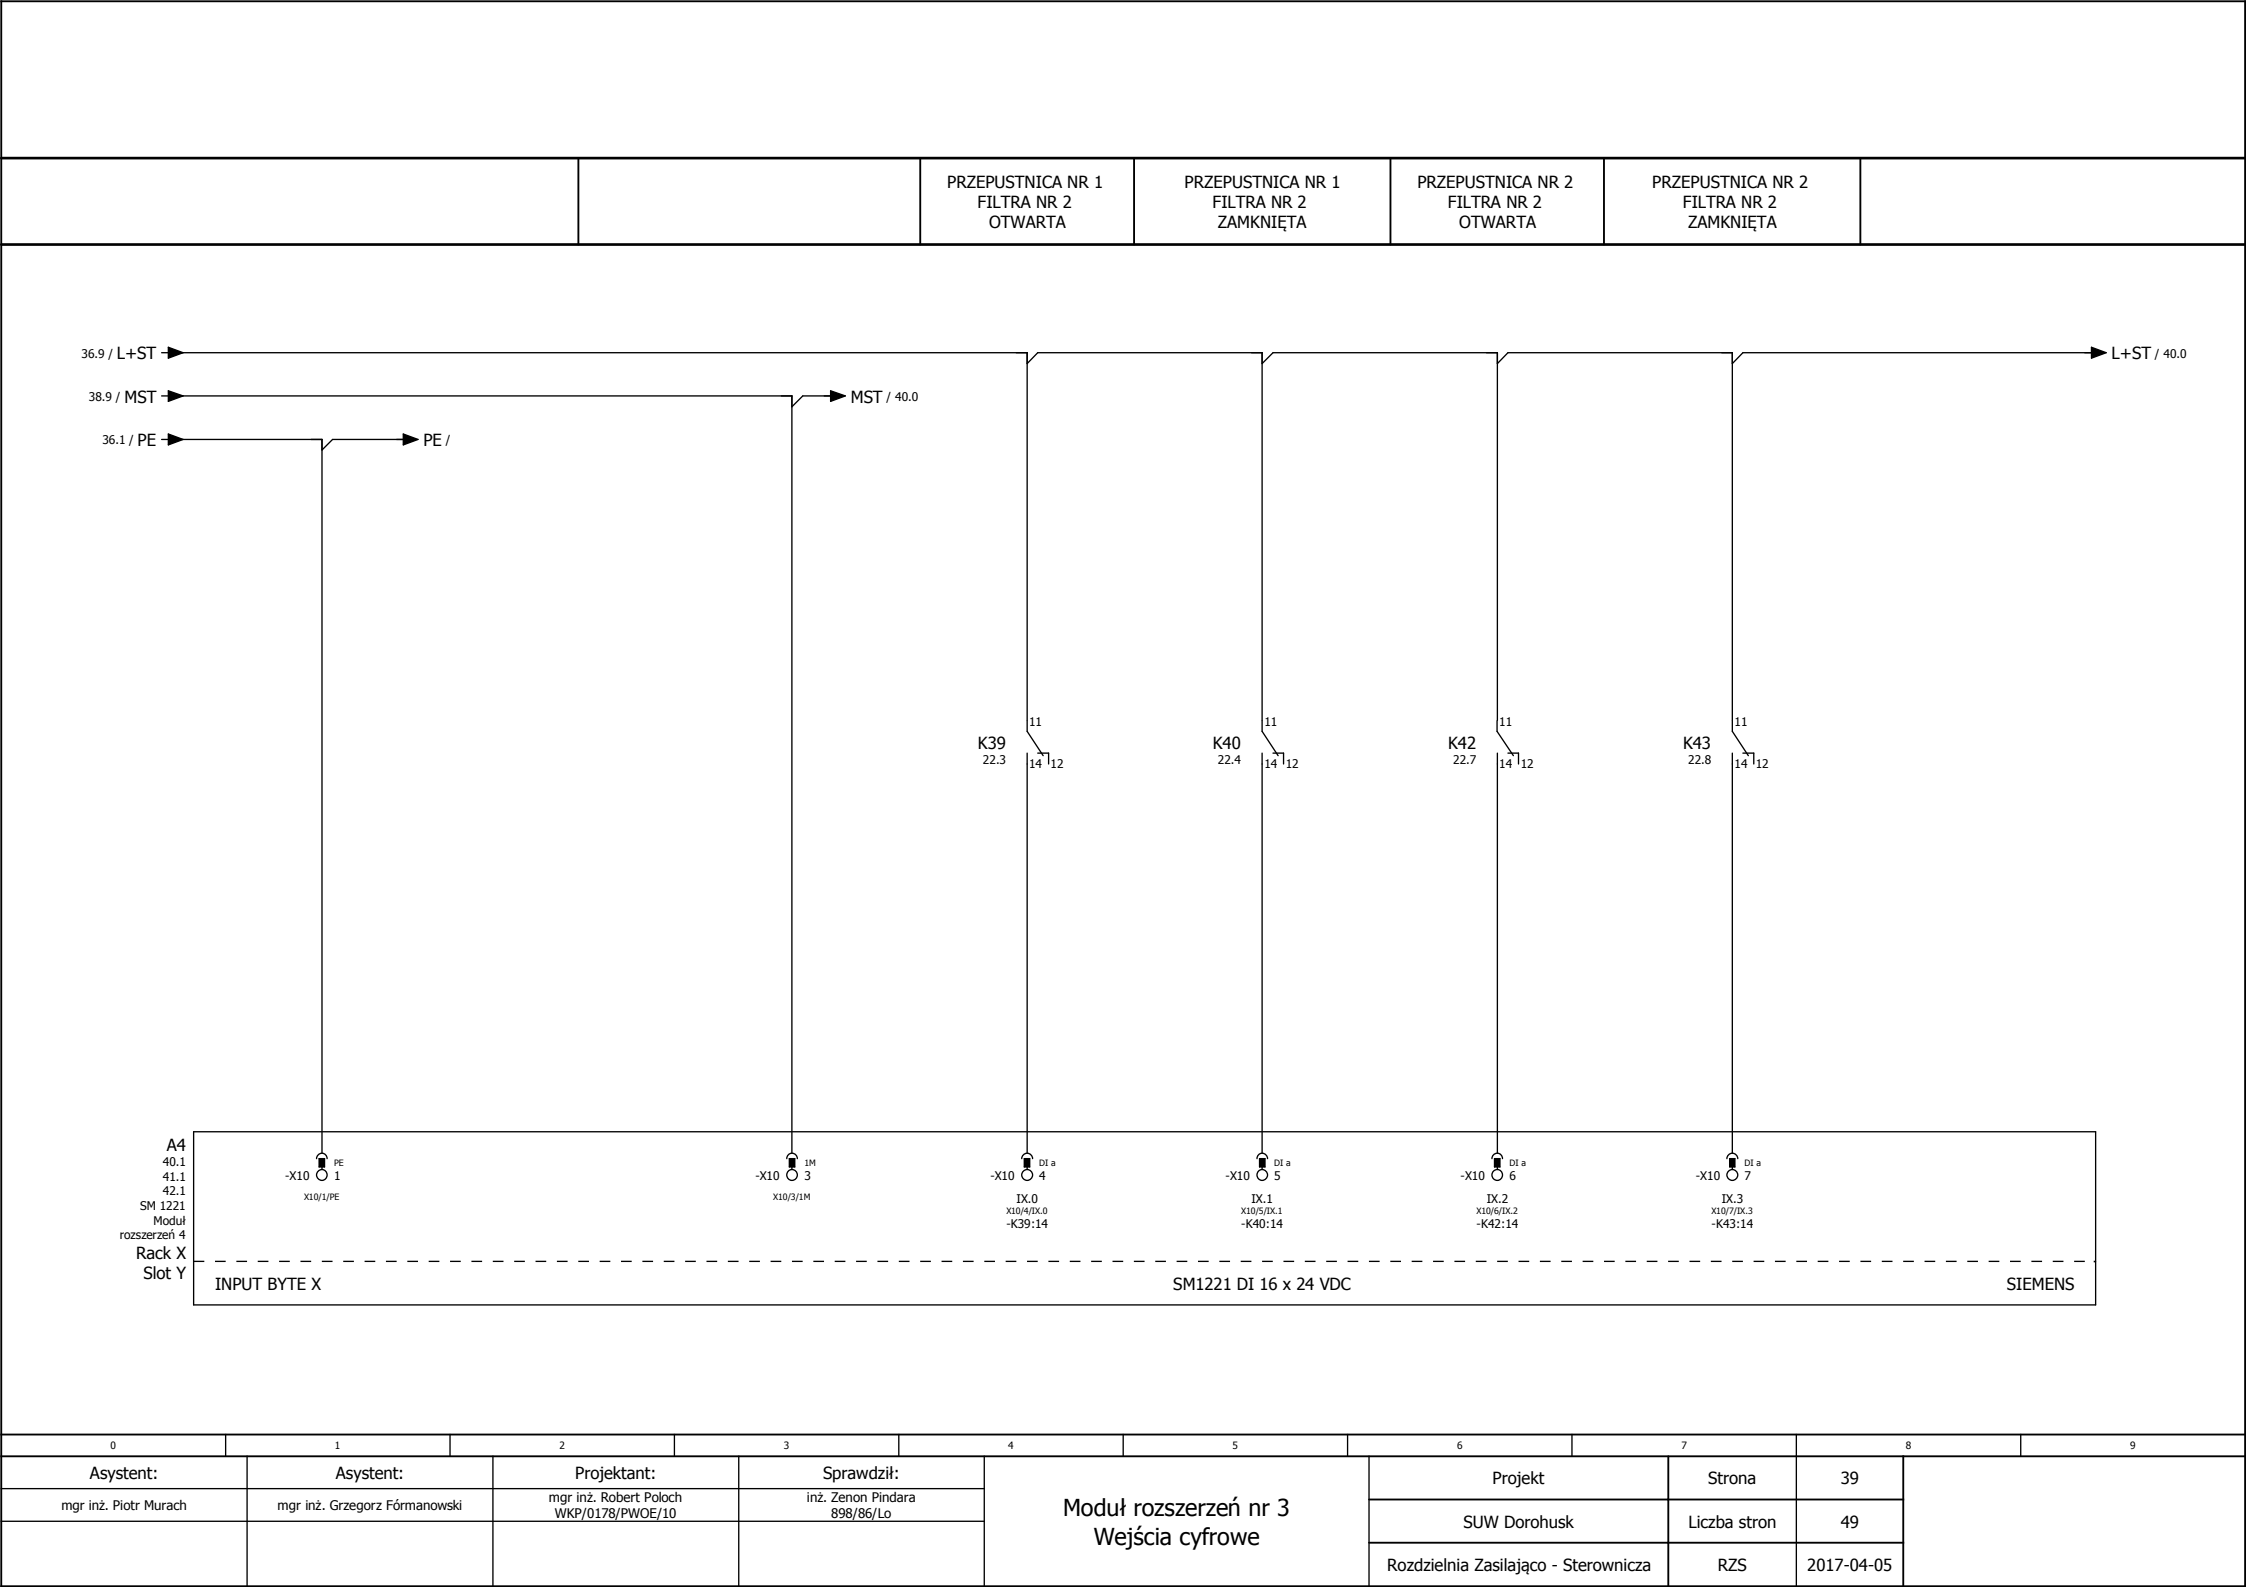 PRZEPUSTNICA NR 1
FILTRA NR 2
OTWARTA
PRZEPUSTNICA NR 1
FILTRA NR 2
ZAMKNIĘTA
PRZEPUSTNICA NR 2
FILTRA NR 2
OTWARTA
PRZEPUSTNICA NR 2
FILTRA NR 2
ZAMKNIĘTA
36.9 / L+ST
L+ST / 40.0
38.9 / MST
MST / 40.0
36.1 / PE
PE /
K39
22.3
11
14 12
K40
22.4
11
14 12
K42
22.7
11
14 12
K43
22.8
11
14 12
A4
40.1
41.1
42.1
SM 1221
Moduł
rozszerzeń 4
Rack X
Slot Y
PE
-X10 1
X10/1/PE
1M
-X10 3
X10/3/1M
DI a
-X10 4
IX.0
X10/4/IX.0
-K39:14
DI a
-X10 5
IX.1
X10/5/IX.1
-K40:14
DI a
-X10 6
IX.2
X10/6/IX.2
-K42:14
DI a
-X10 7
IX.3
X10/7/IX.3
-K43:14
INPUT BYTE X
SM1221 DI 16 x 24 VDC
SIEMENS
0 1 2 3 4 5 6 7 8 9
Asystent:
mgr inż. Piotr Murach
Asystent:
mgr inż. Grzegorz Fórmanowski
Projektant:
mgr inż. Robert Poloch
WKP/0178/PWOE/10
Sprawdził:
inż. Zenon Pindara
898/86/Lo
Moduł rozszerzeń nr 3
Wejścia cyfrowe
Projekt
Strona
39
SUW Dorohusk
Liczba stron
49
Rozdzielnia Zasilająco - Sterownicza
RZS
2017-04-05